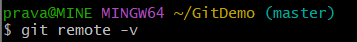 prava@MINE MINGW64 ~/GitDemo (master)
$ git remote -v